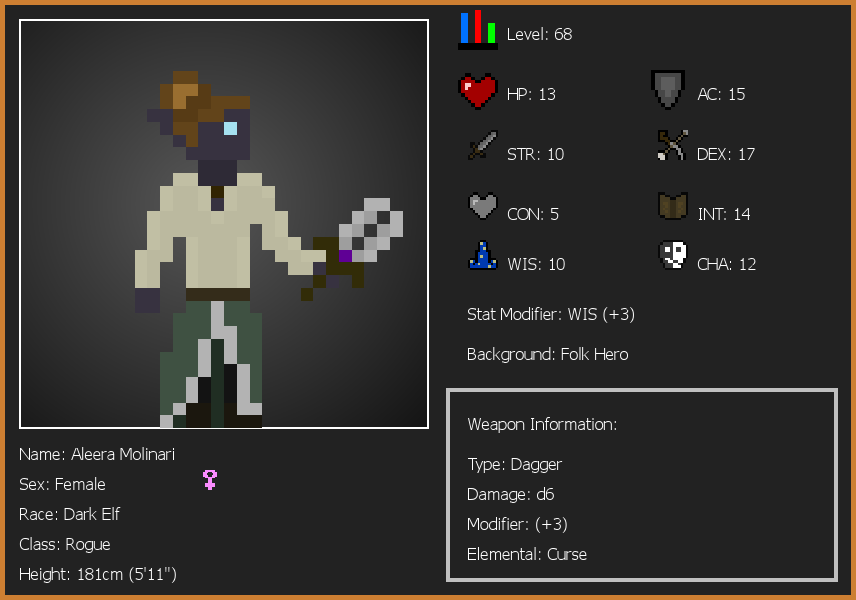 Level: 68
HP: 13
AC: 15
STR: 10
DEX: 17
CON: 5
INT: 14
WIS: 10
CHA: 12
Stat Modifier: WIS (+3)
Background: Folk Hero
Weapon Information:
Type: Dagger
Damage: d6
Modifier: (+3)
Elemental: Curse
Name: Aleera Molinari
Sex: Female
Race: Dark Elf
Class: Rogue
Height: 181cm (5'11")